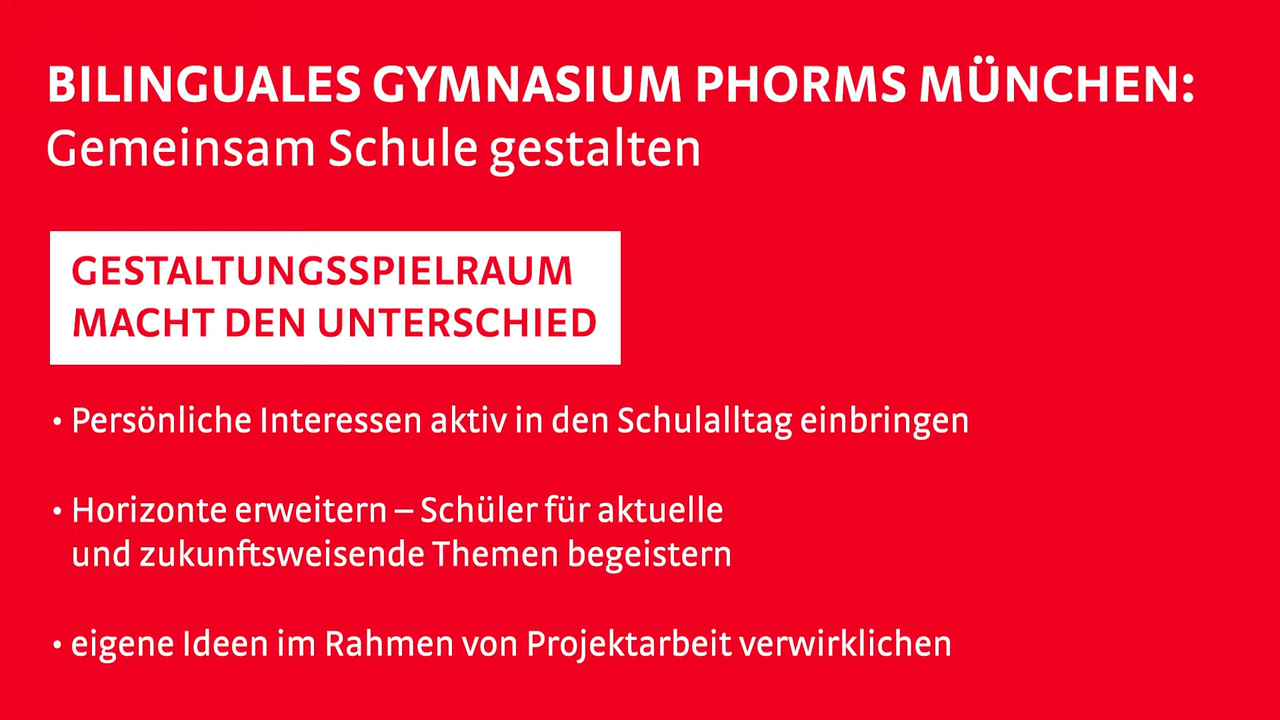 BILINGUALES GYMNASIUM PHORMS MÜNCHEN:
Gemeinsam Schule gestalten
GESTALTUNGSSPIELRAUM
MACHT DEN UNTERSCHIED
• Persönliche Interessen aktiv in den Schulalltag einbringen
• Horizonte erweitern – Schüler für aktuelle
und zukunftsweisende Themen begeistern
• eigene Ideen im Rahmen von Projektarbeit verwirklichen